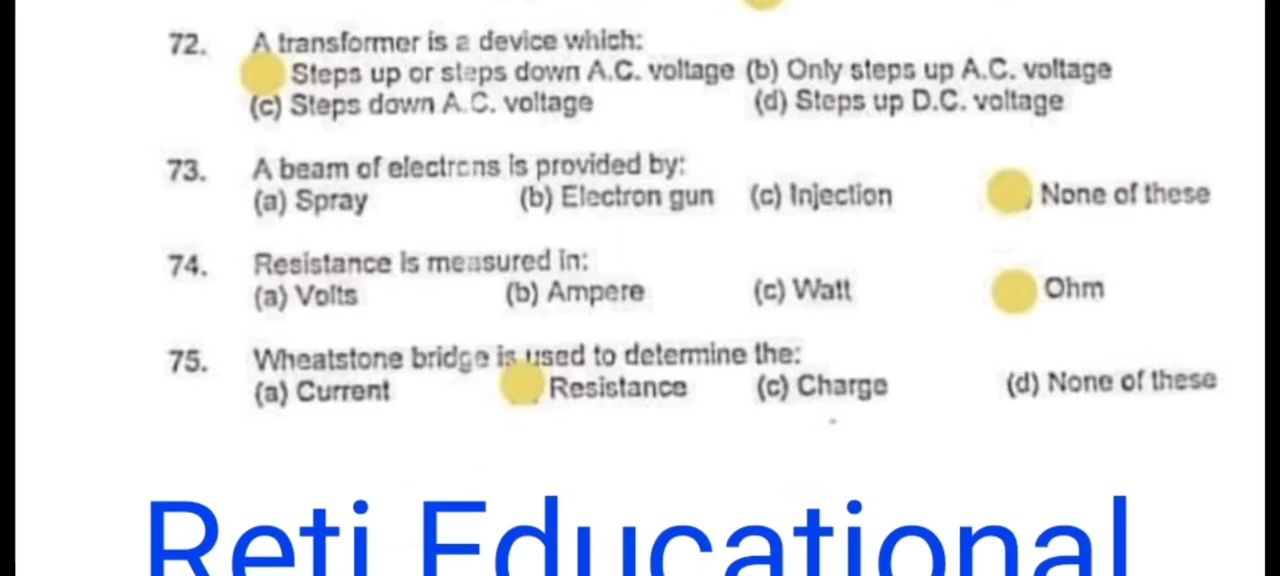 72. A transformer is a device which:
Steps up or steps down A.C. voltage (b) Only steps up A.C. voltage
(c) Steps down A.C. voltage (d) Steps up D.C. voltage
73. A beam of electrons is provided by:
(a) Spray (b) Electron gun (c) Injection None of these
74. Resistance is measured in:
(a) Volts (b) Ampere (c) Watt Ohm
75. Wheatstone bridge is used to determine the:
(a) Current Resistance (c) Charge (d) None of these
Reti Educational